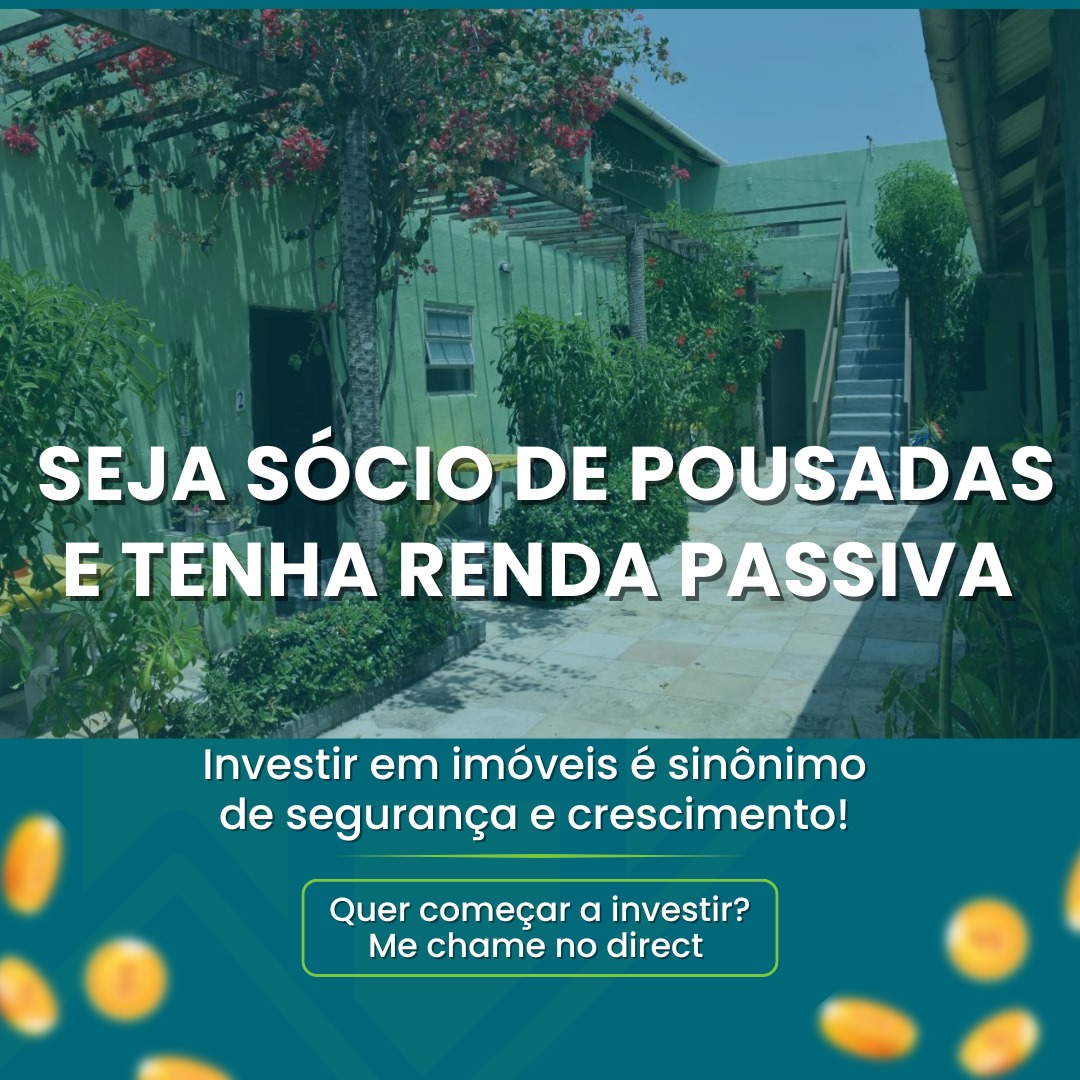 2
SEJA SÓCIO DE POUSADAS
E TENHA RENDA PASSIVA
Investir em imóveis é sinônimo
de segurança e crescimento!
Quer começar a investir?
Me chame no direct